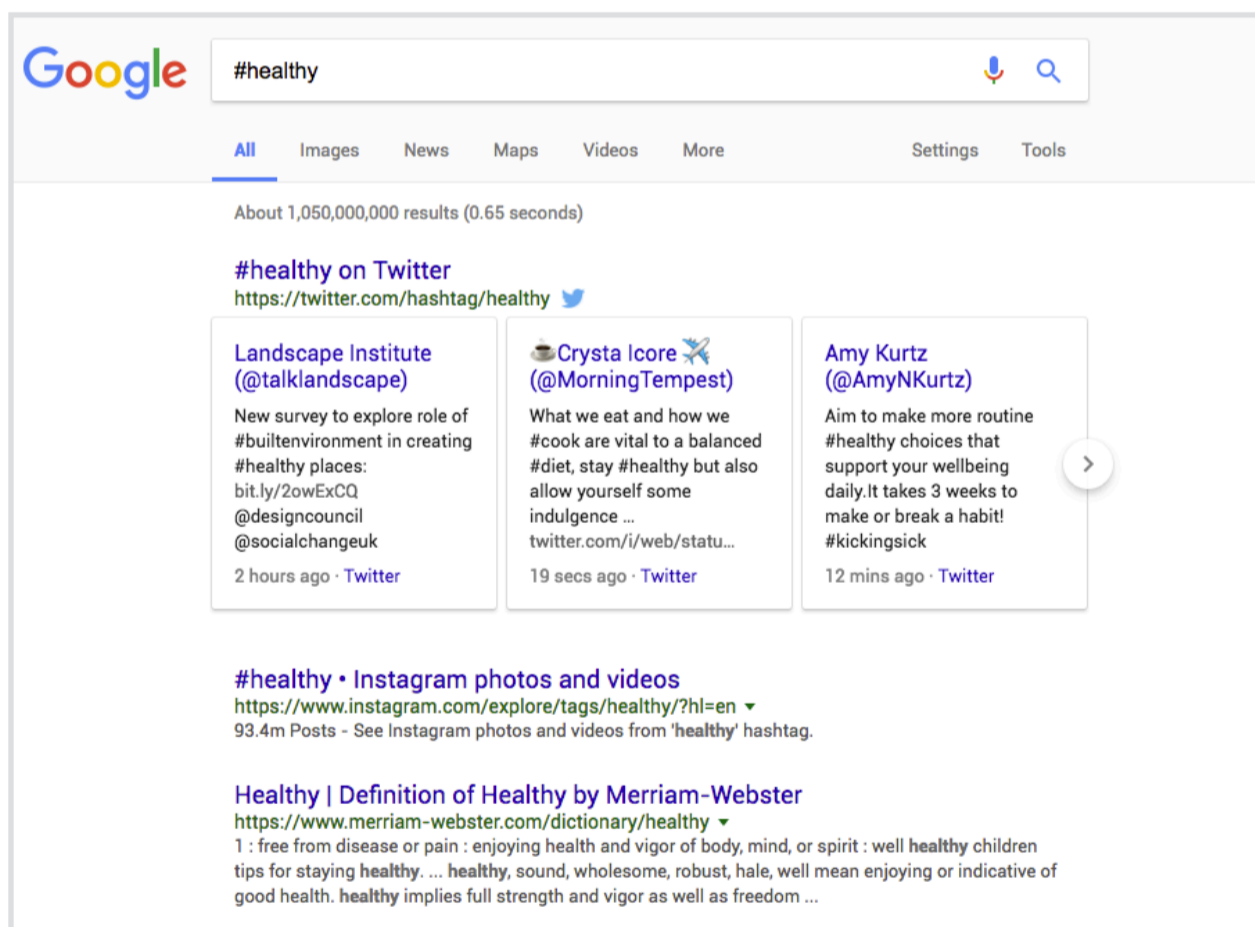 Google
#healthy
All Images News Maps Videos More Settings Tools
About 1,050,000,000 results (0.65 seconds)
#healthy on Twitter
https://twitter.com/hashtag/healthy
Landscape Institute
(@talklandscape)
New survey to explore role of
#builtenvironment in creating
#healthy places:
bit.ly/2owExCQ
@designcouncil
@socialchangeuk
2 hours ago · Twitter
☕Crysta Icore ✈
(@MorningTempest)
What we eat and how we
#cook are vital to a balanced
#diet, stay #healthy but also
allow yourself some
indulgence ...
twitter.com/i/web/statu...
19 secs ago · Twitter
Amy Kurtz
(@AmyNKurtz)
Aim to make more routine
#healthy choices that
support your wellbeing
daily.It takes 3 weeks to
make or break a habit!
#kickingsick
12 mins ago · Twitter
#healthy • Instagram photos and videos
https://www.instagram.com/explore/tags/healthy/?hl=en
93.4m Posts - See Instagram photos and videos from 'healthy' hashtag.
Healthy | Definition of Healthy by Merriam-Webster
https://www.merriam-webster.com/dictionary/healthy
1 : free from disease or pain : enjoying health and vigor of body, mind, or spirit : well healthy children
tips for staying healthy. ... healthy, sound, wholesome, robust, hale, well mean enjoying or indicative of
good health. healthy implies full strength and vigor as well as freedom ...